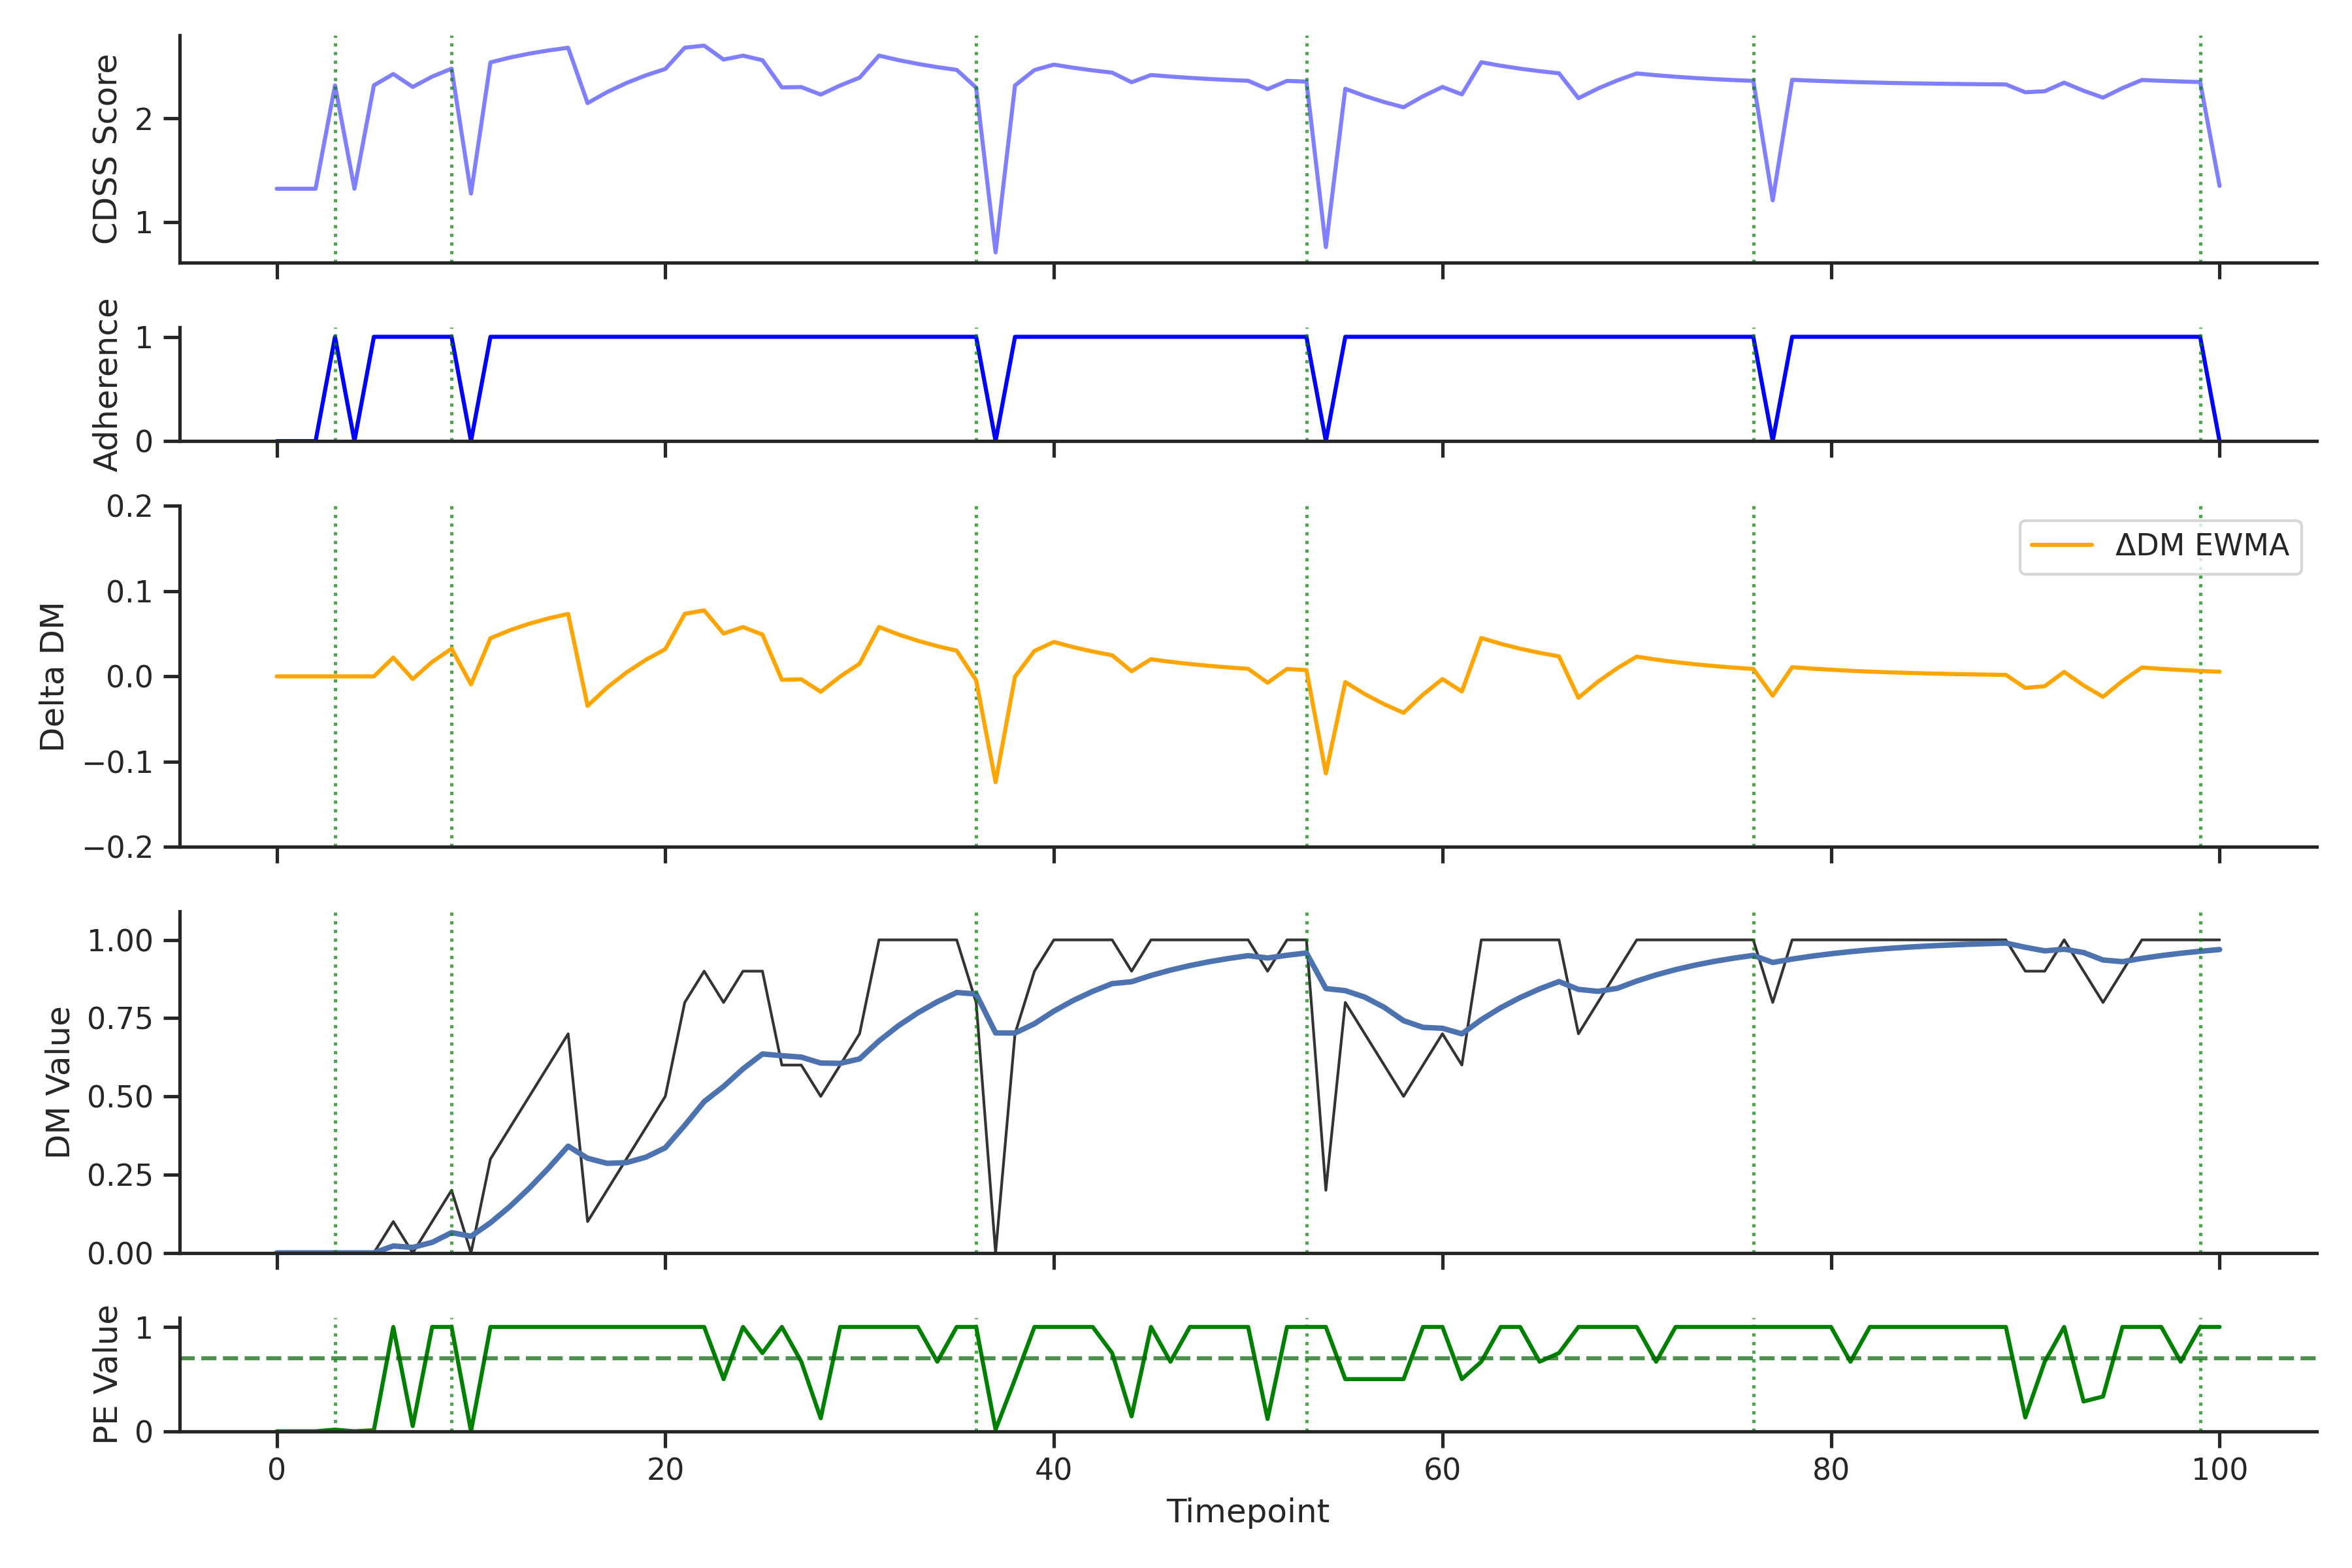 CDSS Score
2
1
Adherence
1
0
Delta DM
0.2
0.1
0.0
−0.1
−0.2
ΔDM EWMA
DM Value
1.00
0.75
0.50
0.25
0.00
PE Value
1
0
0 20 40 60 80 100
Timepoint